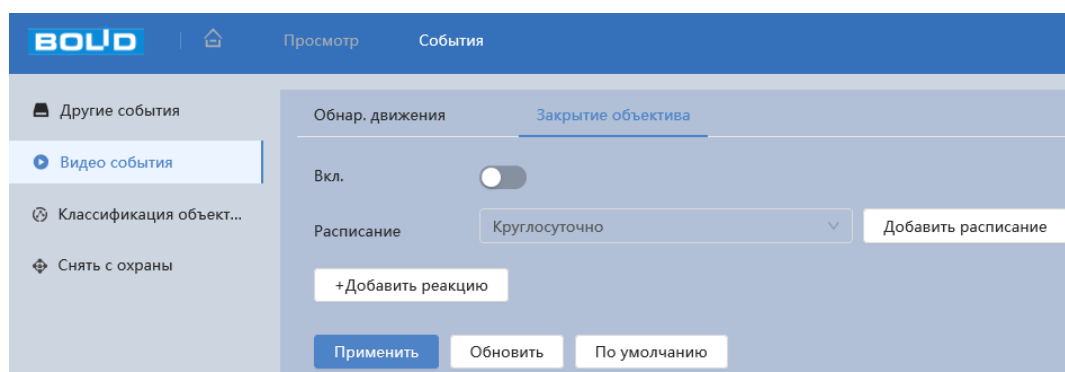 BOLID
Просмотр
События
Другие события
Видео события
Классификация объект...
Снять с охраны
Обнар. движения
Закрытие объектива
Вкл.
Расписание
Круглосуточно
Добавить расписание
+Добавить реакцию
Применить
Обновить
По умолчанию